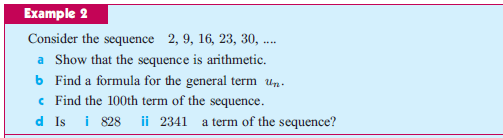 Example 2
Consider the sequence 2, 9, 16, 23, 30, ....
a Show that the sequence is arithmetic.
b Find a formula for the general term uₙ.
c Find the 100th term of the sequence.
d Is i 828 ii 2341 a term of the sequence?